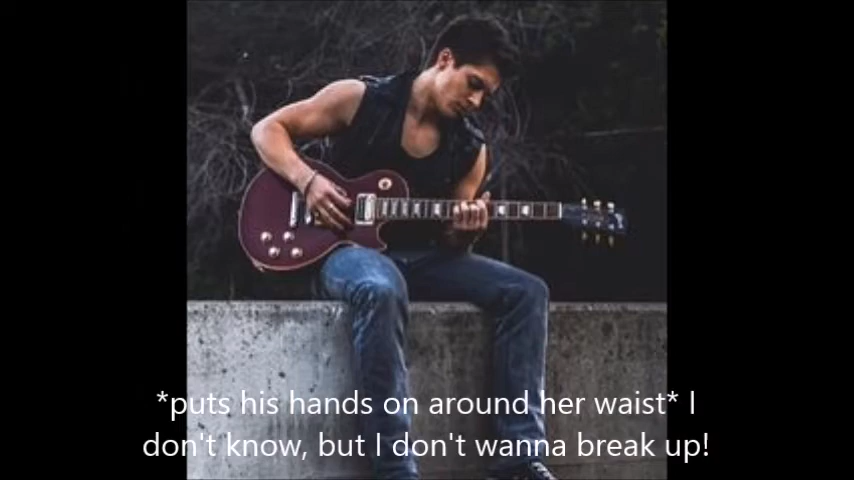 *puts his hands on around her waist* I
don't know, but I don't wanna break up!